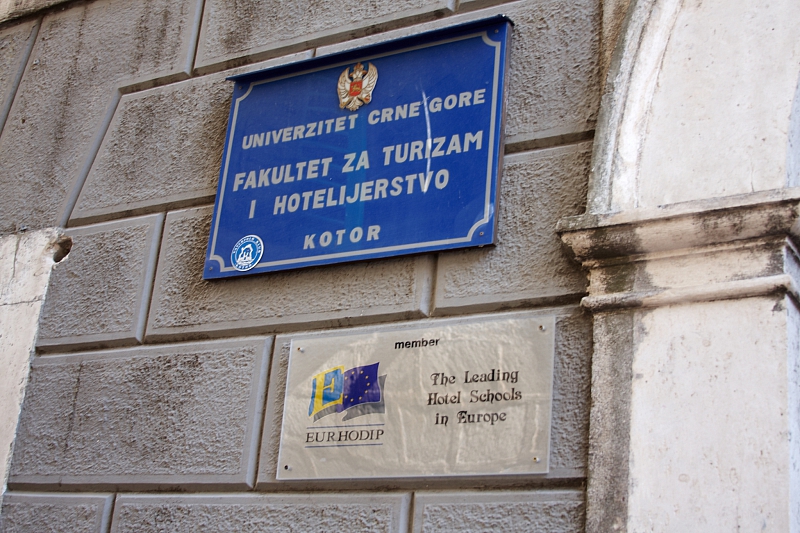 UNIVERZITET CRNE GORE
FAKULTET ZA TURIZAM
I HOTELIJERSTVO
KOTOR
member
The Leading
Hotel Schools
in Europe
EURHODIP